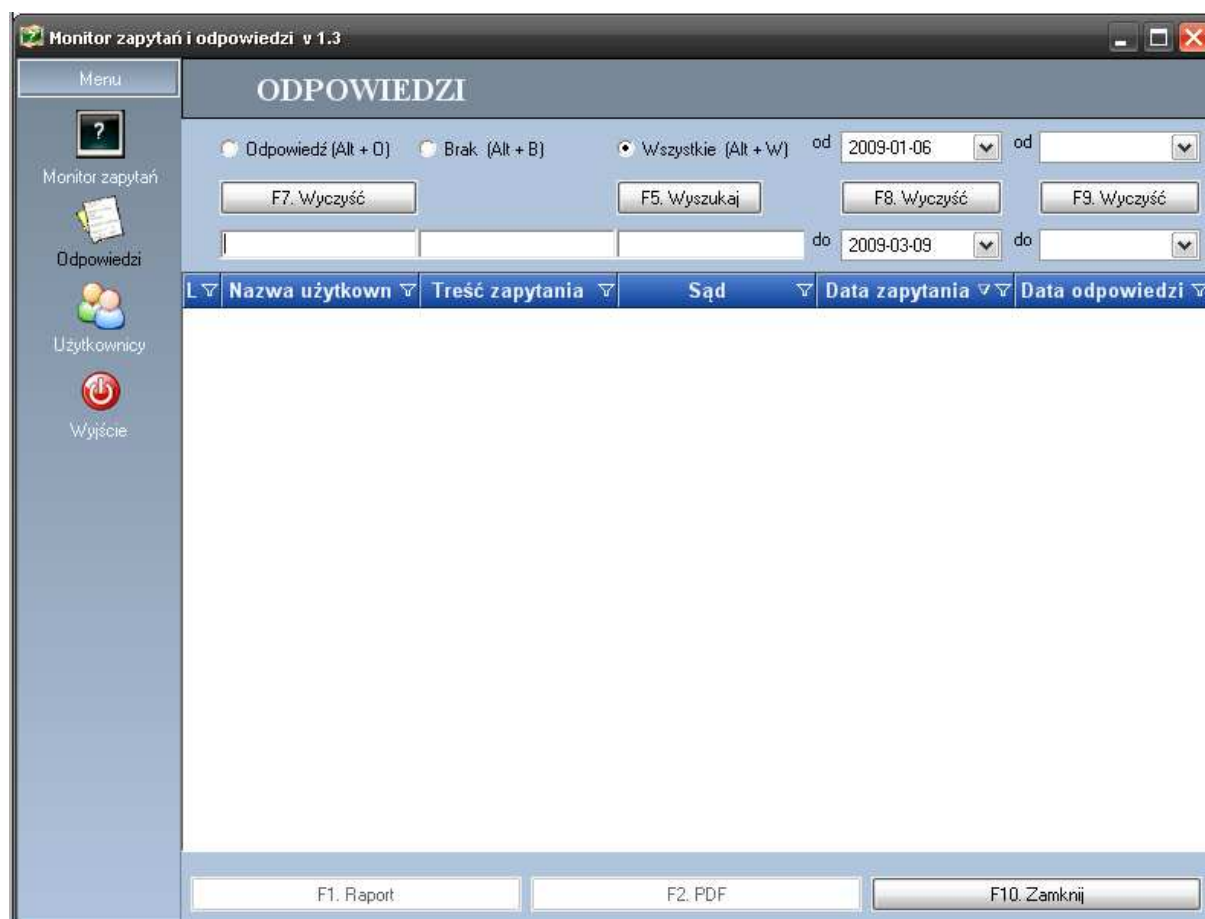 Monitor zapytań i odpowiedzi v 1.3
Menu
Monitor zapytań
Odpowiedzi
Użytkownicy
Wyjście
ODPOWIEDZI
Odpowiedź (Alt + O) Brak (Alt + B) Wszystkie (Alt + W) od 2009-01-06 od
F7. Wyczyść F5. Wyszukaj F8. Wyczyść F9. Wyczyść
do 2009-03-09 do
L Nazwa użytkown Treść zapytania Sąd Data zapytania Data odpowiedzi
F1. Raport F2. PDF F10. Zamknij